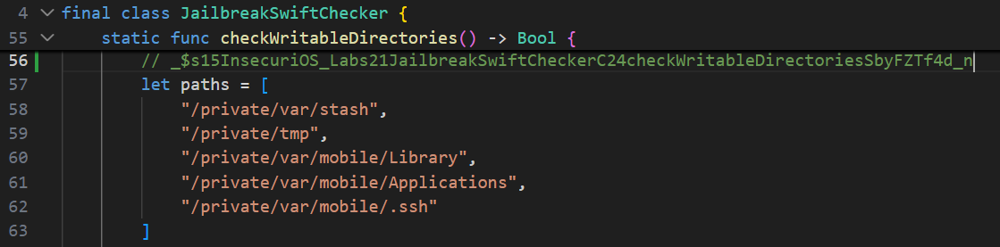 4 final class JailbreakSwiftChecker {
55 static func checkWritableDirectories() -> Bool {
56 // _$s15InsecuriOS_Labs21JailbreakSwiftCheckerC24checkWritableDirectoriesSbyFZTf4d_n
57 let paths = [
58 "/private/var/stash",
59 "/private/tmp",
60 "/private/var/mobile/Library",
61 "/private/var/mobile/Applications",
62 "/private/var/mobile/.ssh"
63 ]